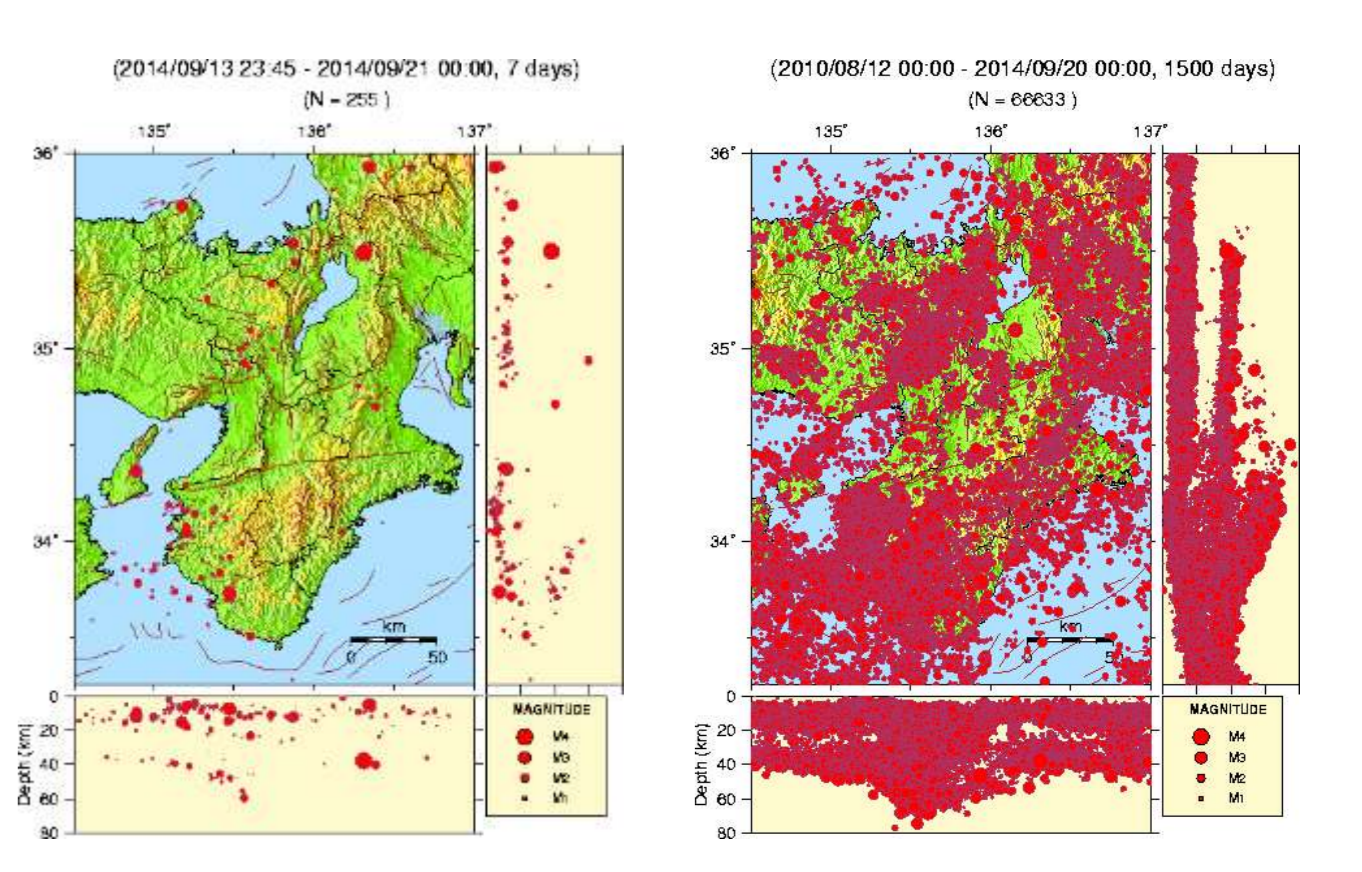 (2014/09/13 23:45 - 2014/09/21 00:00, 7 days)
(N = 255 )
135° 136° 137°
36°
35°
34°
km
0 50
0
20
40
60
80
Depth (km)
MAGNITUDE
M4
M3
M2
M1
(2010/08/12 00:00 - 2014/09/20 00:00, 1500 days)
(N = 66633 )
135° 136° 137°
36°
35°
34°
km
0
20
40
60
80
Depth (km)
MAGNITUDE
M4
M3
M2
M1